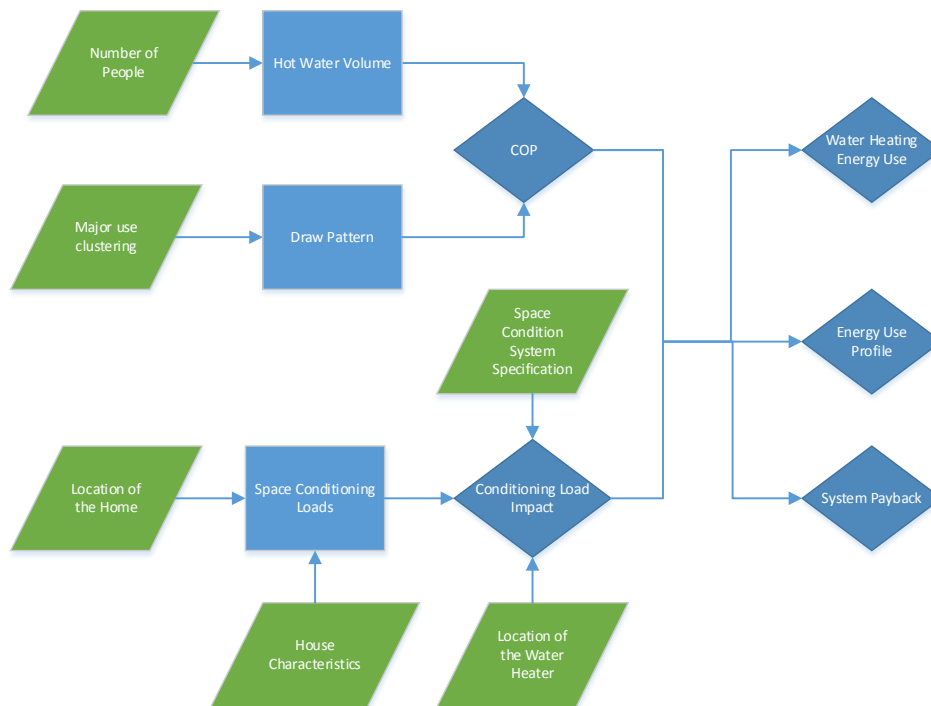 Number of
People
Hot Water Volume
COP
Water Heating
Energy Use
Major use
clustering
Draw Pattern
Space
Condition
System
Specification
Energy Use
Profile
Location of
the Home
Space Conditioning
Loads
Conditioning Load
Impact
System Payback
House
Characteristics
Location of
the Water
Heater